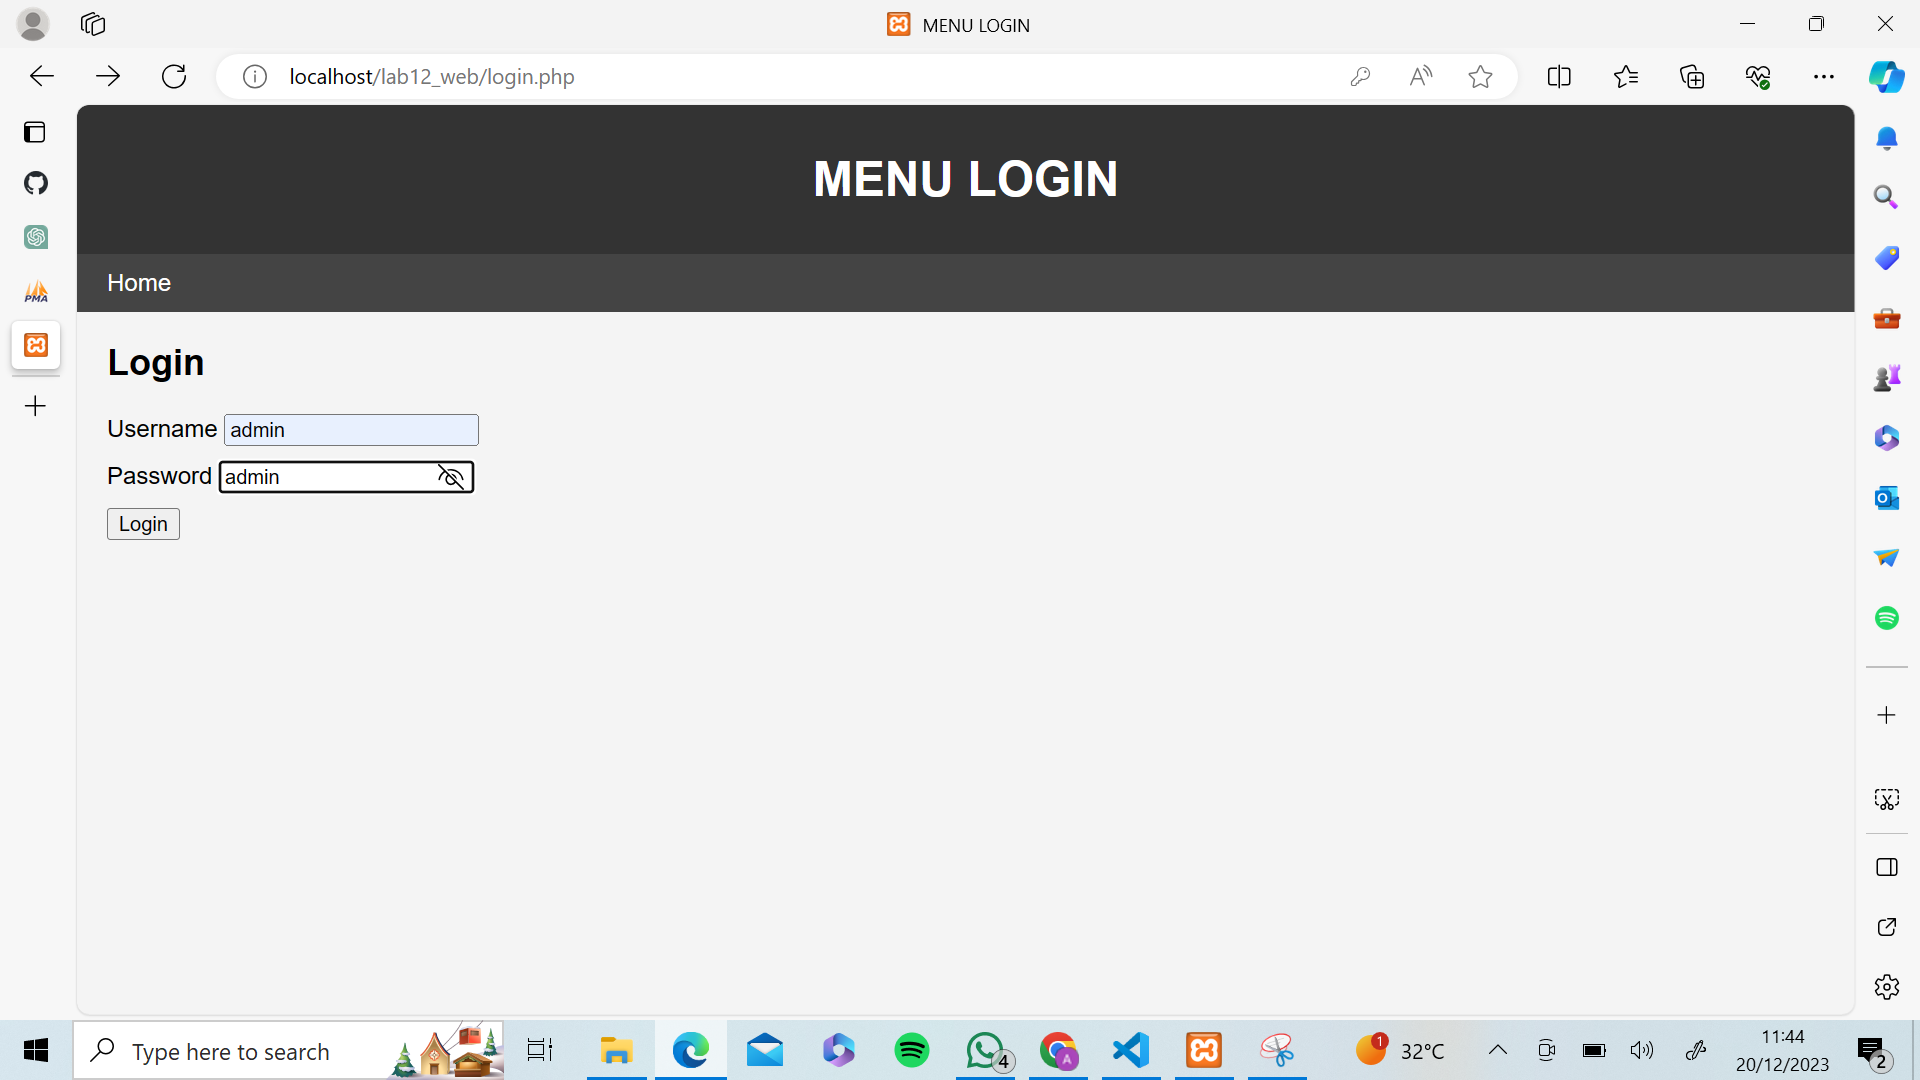 MENU LOGIN
localhost/lab12_web/login.php
MENU LOGIN
PMA
Home
Login
Username admin
Password admin
Login
Type here to search
4
A
1
32°C
11:44
20/12/2023
2